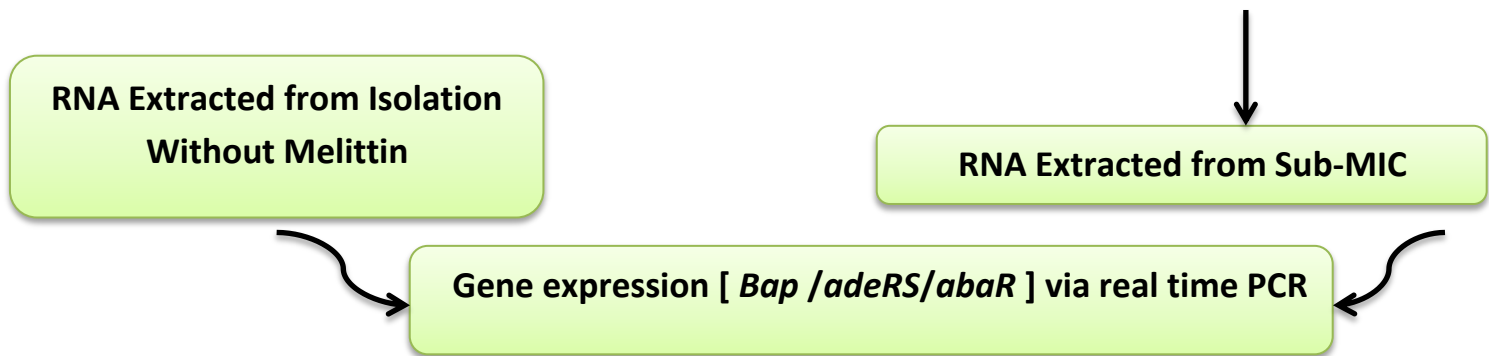 RNA Extracted from Isolation
Without Melittin
RNA Extracted from Sub-MIC
Gene expression [ Bap /adeRS/abaR ] via real time PCR